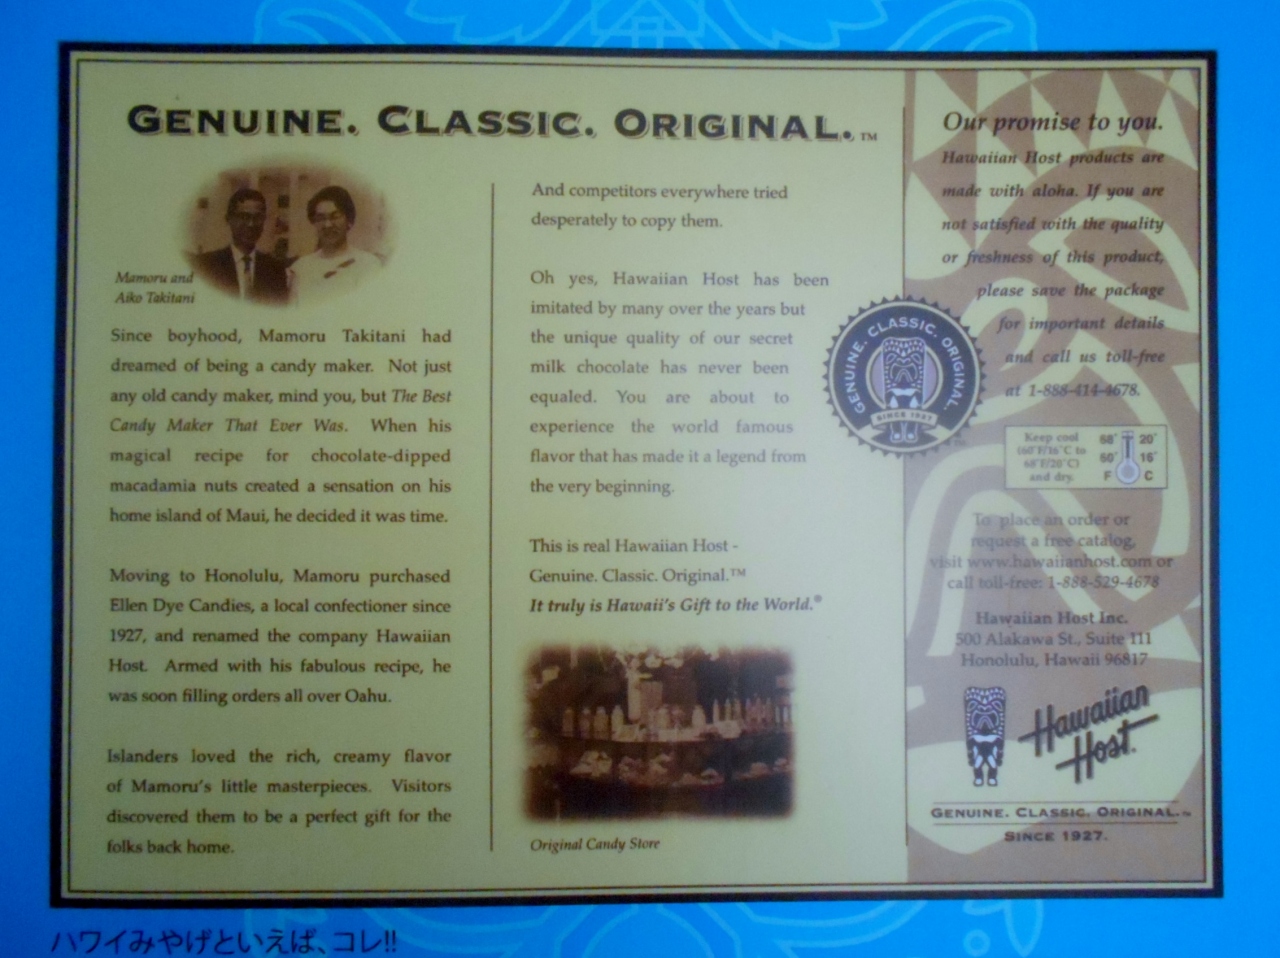 GENUINE. CLASSIC. ORIGINAL.™
Mamoru and
Aiko Takitani
Since boyhood, Mamoru Takitani had
dreamed of being a candy maker. Not just
any old candy maker, mind you, but The Best
Candy Maker That Ever Was. When his
magical recipe for chocolate-dipped
macadamia nuts created a sensation on his
home island of Maui, he decided it was time.
Moving to Honolulu, Mamoru purchased
Ellen Dye Candies, a local confectioner since
1927, and renamed the company Hawaiian
Host. Armed with his fabulous recipe, he
was soon filling orders all over Oahu.
Islanders loved the rich, creamy flavor
of Mamoru's little masterpieces. Visitors
discovered them to be a perfect gift for the
folks back home.
And competitors everywhere tried
desperately to copy them.
Oh yes, Hawaiian Host has been
imitated by many over the years but
the unique quality of our secret
milk chocolate has never been
equaled. You are about to
experience the world famous
flavor that has made it a legend from
the very beginning.
This is real Hawaiian Host -
Genuine. Classic. Original.™
It truly is Hawaii's Gift to the World.®
Original Candy Store
GENUINE. CLASSIC. ORIGINAL.
SINCE 1927
Our promise to you.
Hawaiian Host products are
made with aloha. If you are
not satisfied with the quality
or freshness of this product,
please save the package
for important details
and call us toll-free
at 1-888-414-4678.
Keep cool
(60°F/16°C to
68°F/20°C)
and dry.
68° 20°
60° 16°
F C
To place an order or
request a free catalog,
visit www.hawaiianhost.com or
call toll-free: 1-888-529-4678
Hawaiian Host Inc.
500 Alakawa St., Suite 111
Honolulu, Hawaii 96817
Hawaiian
Host®
GENUINE. CLASSIC. ORIGINAL.™
SINCE 1927.
ハワイみやげといえば、コレ!!